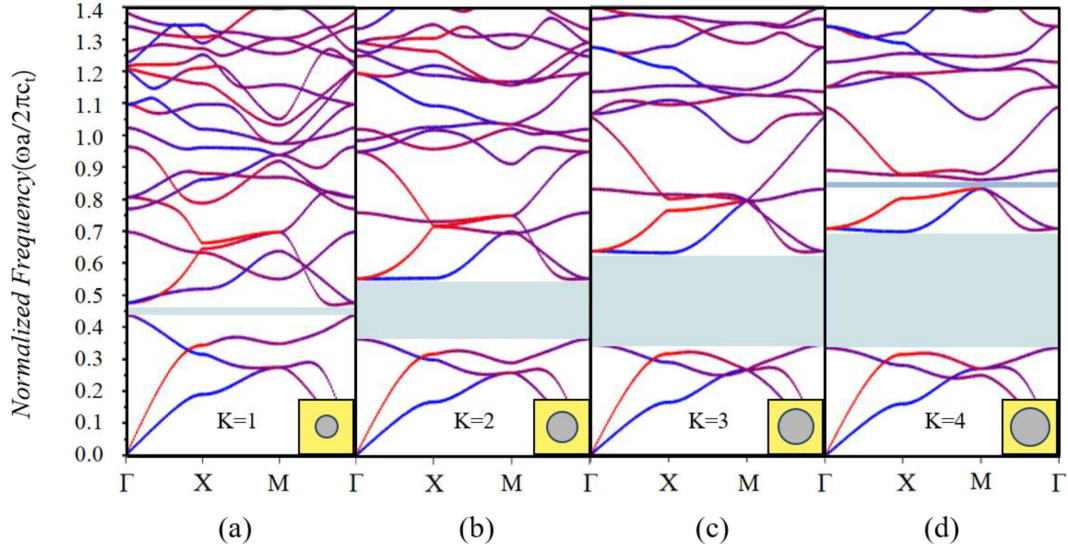 Normalized Frequency(ωa/2πcₜ)
1.4
1.3
1.2
1.1
1.0
0.9
0.8
0.7
0.6
0.5
0.4
0.3
0.2
0.1
0.0
K=1
K=2
K=3
K=4
Γ X M Γ X M Γ X M Γ X M Γ
(a) (b) (c) (d)